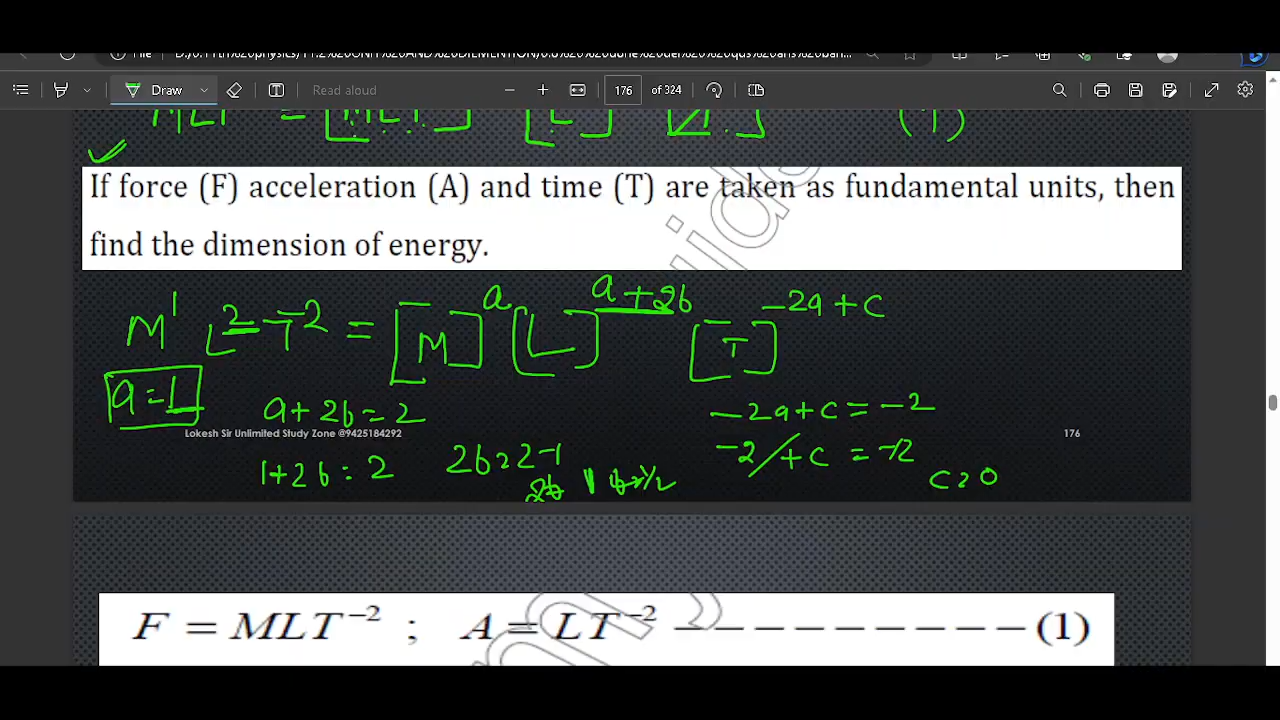 Draw
Read aloud
176 of 324
If force (F) acceleration (A) and time (T) are taken as fundamental units, then
find the dimension of energy.
M¹ L² T⁻² = [M]ᵃ [L]ᵃ⁺²ᵇ [T]⁻²ᵃ⁺ᶜ
a=1
a+2b=2
-2a+c=-2
Lokesh Sir Unlimited Study Zone @9425184292
176
1+2b=2
2b=2-1
-2+c=-2
c=0
F = MLT⁻² ; A = LT⁻² – – – – – – – – – –(1)